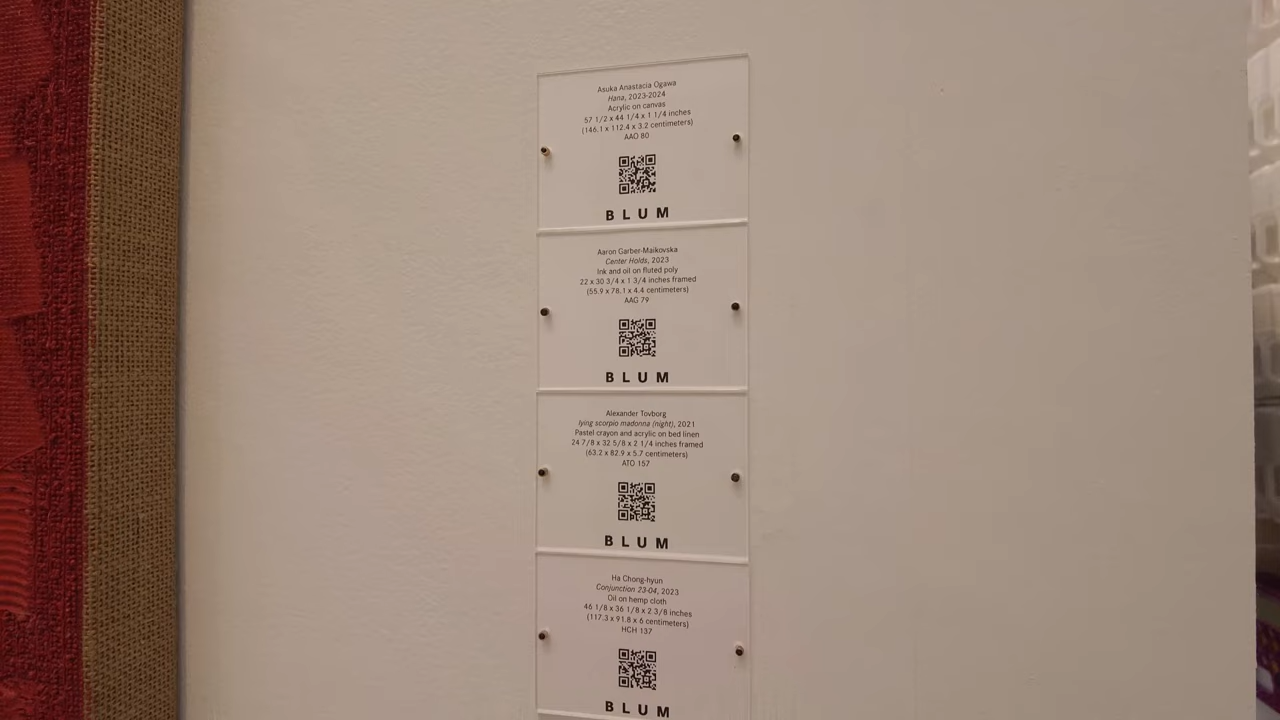 Asuka Anastacia Ogawa
Hana, 2023-2024
Acrylic on canvas
57 1/2 x 44 1/4 x 1 1/4 inches
(146.1 x 112.4 x 3.2 centimeters)
AAO 80
BLUM
Aaron Garber-Maikovska
Center Holds, 2023
Ink and oil on fluted poly
22 x 30 3/4 x 1 3/4 inches framed
(55.9 x 78.1 x 4.4 centimeters)
AAG 79
BLUM
Alexander Tovborg
lying scorpio madonna (night), 2021
Pastel crayon and acrylic on bed linen
24 7/8 x 32 5/8 x 2 1/4 inches framed
(63.2 x 82.9 x 5.7 centimeters)
ATO 157
BLUM
Ha Chong-hyun
Conjunction 23-04, 2023
Oil on hemp cloth
46 1/8 x 36 1/8 x 2 3/8 inches
(117.3 x 91.8 x 6 centimeters)
HCH 137
BLUM